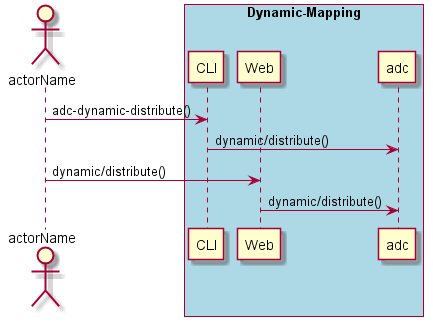 Dynamic-Mapping
actorName
CLI
Web
adc
adc-dynamic-distribute()
dynamic/distribute()
dynamic/distribute()
dynamic/distribute()
actorName
CLI
Web
adc